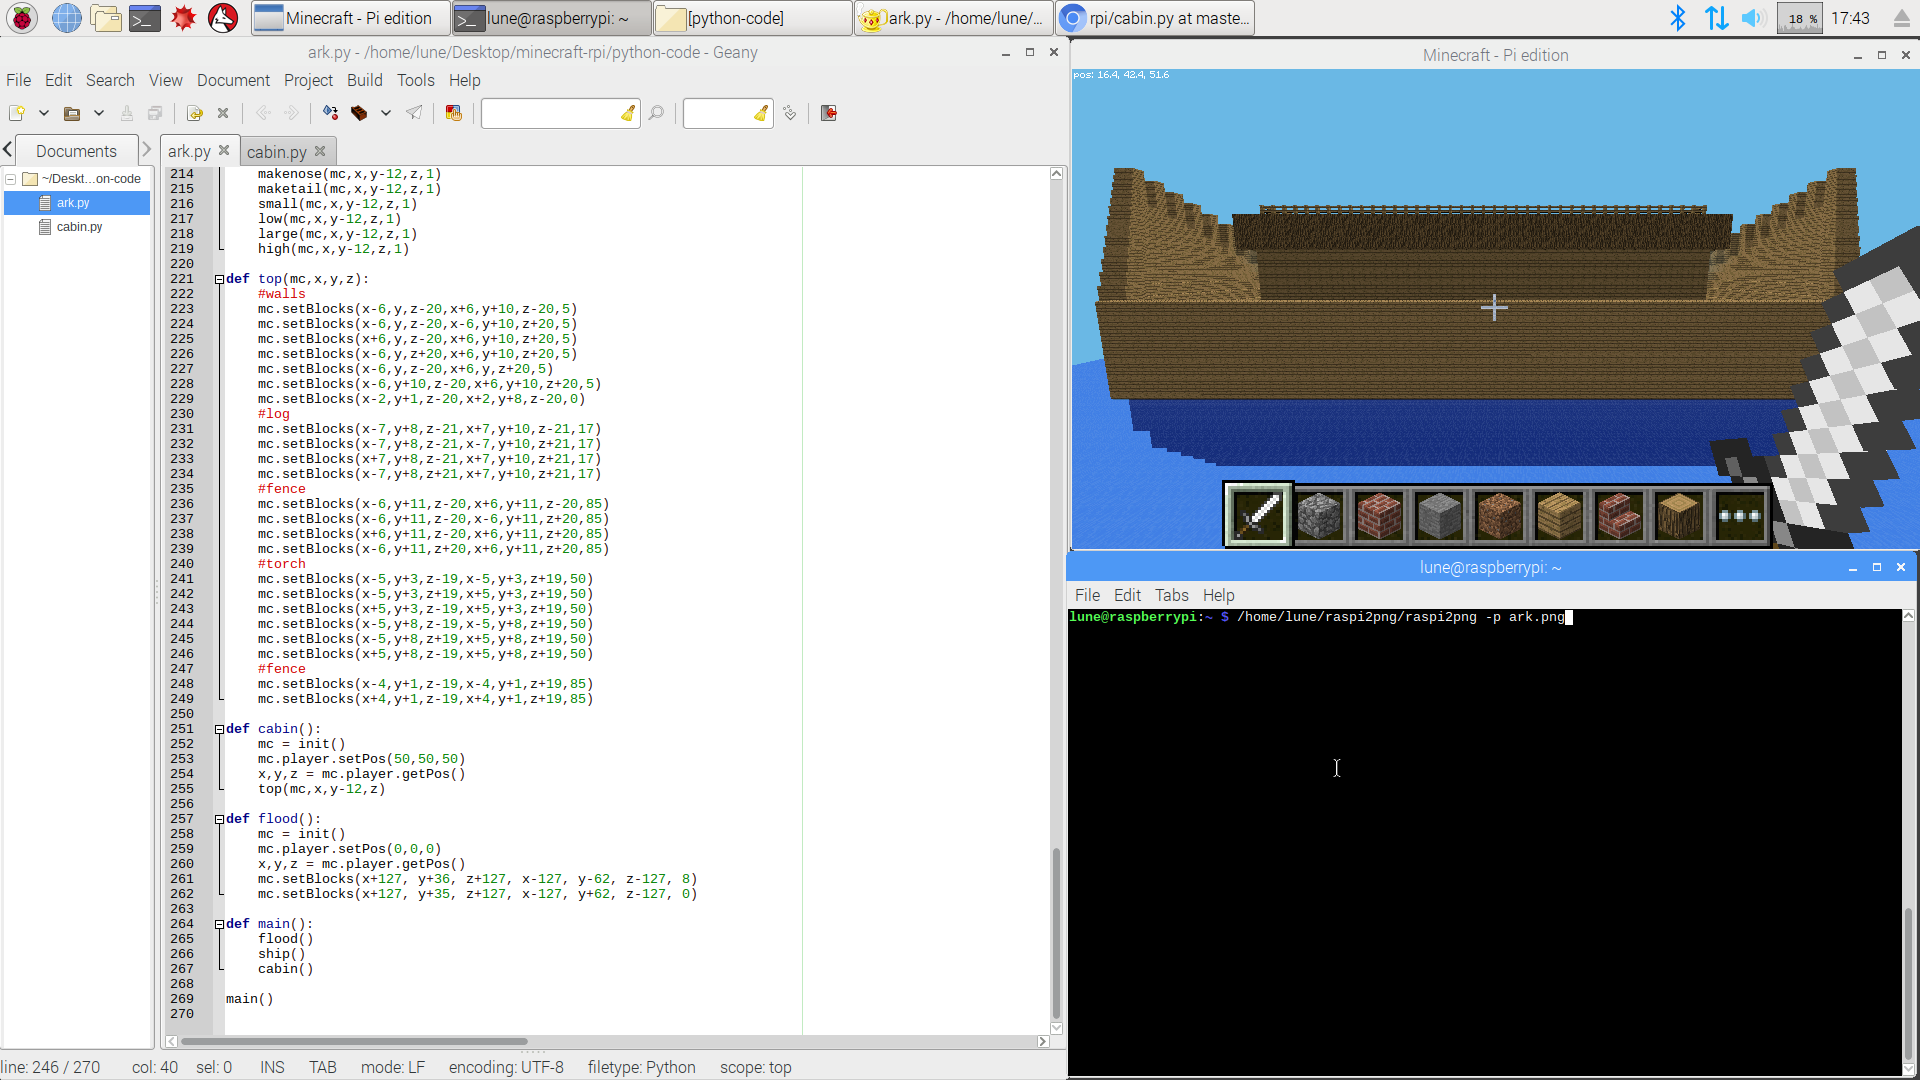 Minecraft - Pi edition
lune@raspberrypi: ~
[python-code]
ark.py - /home/lune/...
rpi/cabin.py at maste...
18 %
17:43
ark.py - /home/lune/Desktop/minecraft-rpi/python-code - Geany
File Edit Search View Document Project Build Tools Help
Documents
ark.py
cabin.py
~/Deskt...on-code
ark.py
cabin.py
214 makenose(mc,x,y-12,z,1)
215 maketail(mc,x,y-12,z,1)
216 small(mc,x,y-12,z,1)
217 low(mc,x,y-12,z,1)
218 large(mc,x,y-12,z,1)
219 high(mc,x,y-12,z,1)
220
221 def top(mc,x,y,z):
222 #walls
223 mc.setBlocks(x-6,y,z-20,x+6,y+10,z-20,5)
224 mc.setBlocks(x-6,y,z-20,x-6,y+10,z+20,5)
225 mc.setBlocks(x+6,y,z-20,x+6,y+10,z+20,5)
226 mc.setBlocks(x-6,y,z+20,x+6,y+10,z+20,5)
227 mc.setBlocks(x-6,y,z-20,x+6,y,z+20,5)
228 mc.setBlocks(x-6,y+10,z-20,x+6,y+10,z+20,5)
229 mc.setBlocks(x-2,y+1,z-20,x+2,y+8,z-20,0)
230 #log
231 mc.setBlocks(x-7,y+8,z-21,x+7,y+10,z-21,17)
232 mc.setBlocks(x-7,y+8,z-21,x-7,y+10,z+21,17)
233 mc.setBlocks(x+7,y+8,z-21,x+7,y+10,z+21,17)
234 mc.setBlocks(x-7,y+8,z+21,x+7,y+10,z+21,17)
235 #fence
236 mc.setBlocks(x-6,y+11,z-20,x+6,y+11,z-20,85)
237 mc.setBlocks(x-6,y+11,z-20,x-6,y+11,z+20,85)
238 mc.setBlocks(x+6,y+11,z-20,x+6,y+11,z+20,85)
239 mc.setBlocks(x-6,y+11,z+20,x+6,y+11,z+20,85)
240 #torch
241 mc.setBlocks(x-5,y+3,z-19,x-5,y+3,z+19,50)
242 mc.setBlocks(x-5,y+3,z+19,x+5,y+3,z+19,50)
243 mc.setBlocks(x+5,y+3,z-19,x+5,y+3,z+19,50)
244 mc.setBlocks(x-5,y+8,z-19,x-5,y+8,z+19,50)
245 mc.setBlocks(x-5,y+8,z+19,x+5,y+8,z+19,50)
246 mc.setBlocks(x+5,y+8,z-19,x+5,y+8,z+19,50)
247 #fence
248 mc.setBlocks(x-4,y+1,z-19,x-4,y+1,z+19,85)
249 mc.setBlocks(x+4,y+1,z-19,x+4,y+1,z+19,85)
250
251 def cabin():
252 mc = init()
253 mc.player.setPos(50,50,50)
254 x,y,z = mc.player.getPos()
255 top(mc,x,y-12,z)
256
257 def flood():
258 mc = init()
259 mc.player.setPos(0,0,0)
260 x,y,z = mc.player.getPos()
261 mc.setBlocks(x+127, y+36, z+127, x-127, y-62, z-127, 8)
262 mc.setBlocks(x+127, y+35, z+127, x-127, y+62, z-127, 0)
263
264 def main():
265 flood()
266 ship()
267 cabin()
268
269 main()
270
line: 246 / 270 col: 40 sel: 0 INS TAB mode: LF encoding: UTF-8 filetype: Python scope: top
Minecraft - Pi edition
pos: 16.4, 42.4, 51.6
lune@raspberrypi: ~
File Edit Tabs Help
lune@raspberrypi:~ $ /home/lune/raspi2png/raspi2png -p ark.png